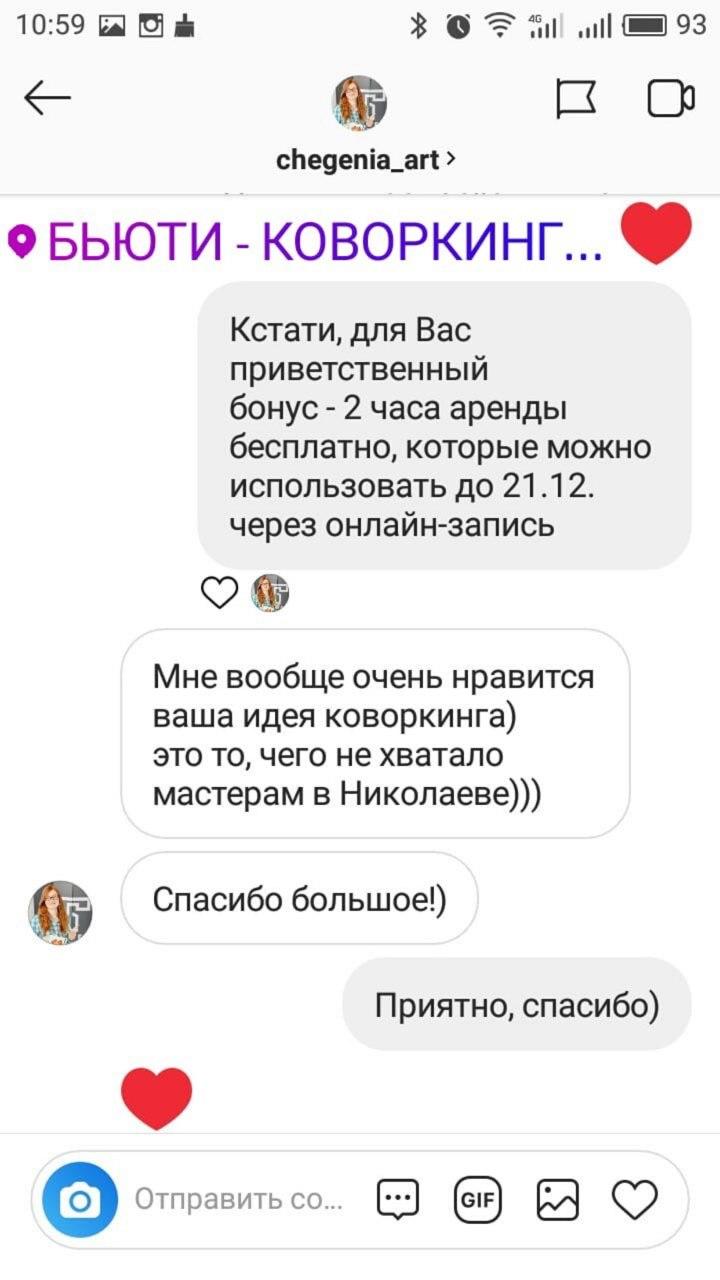 10:59
4G
93
chegenia_art >
БЬЮТИ - КОВОРКИНГ...
Кстати, для Вас
приветственный
бонус - 2 часа аренды
бесплатно, которые можно
использовать до 21.12.
через онлайн-запись
Мне вообще очень нравится
ваша идея коворкинга)
это то, чего не хватало
мастерам в Николаеве)))
Спасибо большое!)
Приятно, спасибо)
Отправить со...
GIF